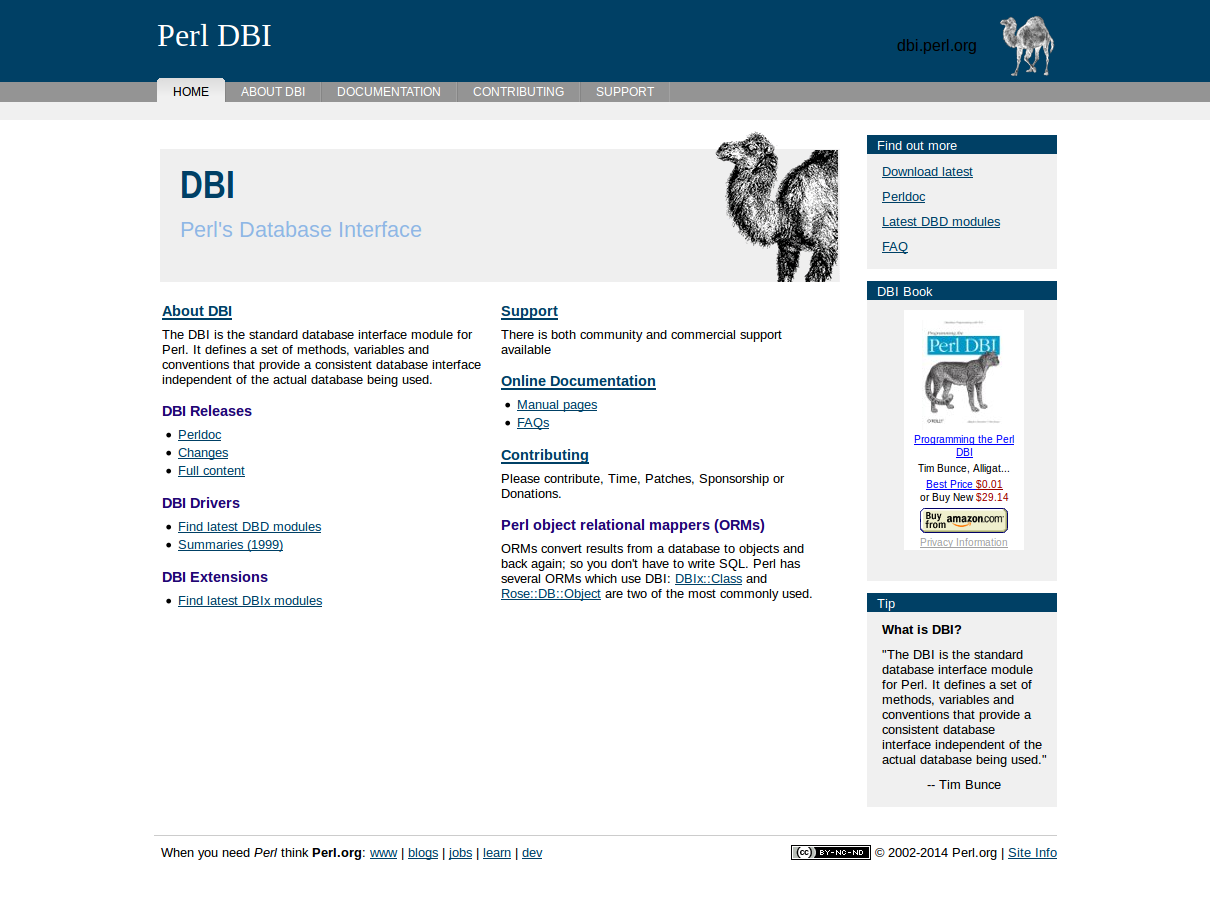 Perl DBI
dbi.perl.org
HOME
ABOUT DBI
DOCUMENTATION
CONTRIBUTING
SUPPORT
DBI
Perl's Database Interface
About DBI
The DBI is the standard database interface module for
Perl. It defines a set of methods, variables and
conventions that provide a consistent database interface
independent of the actual database being used.
DBI Releases
Perldoc
Changes
Full content
DBI Drivers
Find latest DBD modules
Summaries (1999)
DBI Extensions
Find latest DBIx modules
Support
There is both community and commercial support
available
Online Documentation
Manual pages
FAQs
Contributing
Please contribute, Time, Patches, Sponsorship or
Donations.
Perl object relational mappers (ORMs)
ORMs convert results from a database to objects and
back again; so you don't have to write SQL. Perl has
several ORMs which use DBI: DBIx::Class and
Rose::DB::Object are two of the most commonly used.
Find out more
Download latest
Perldoc
Latest DBD modules
FAQ
DBI Book
Programming the
Perl DBI
O'REILLY
Programming the Perl
DBI
Tim Bunce, Alligat...
Best Price $0.01
or Buy New $29.14
Buy
from amazon.com
Privacy Information
Tip
What is DBI?
"The DBI is the standard
database interface module
for Perl. It defines a set of
methods, variables and
conventions that provide a
consistent database
interface independent of the
actual database being used."
-- Tim Bunce
When you need Perl think Perl.org: www | blogs | jobs | learn | dev
(cc) BY-NC-ND © 2002-2014 Perl.org | Site Info